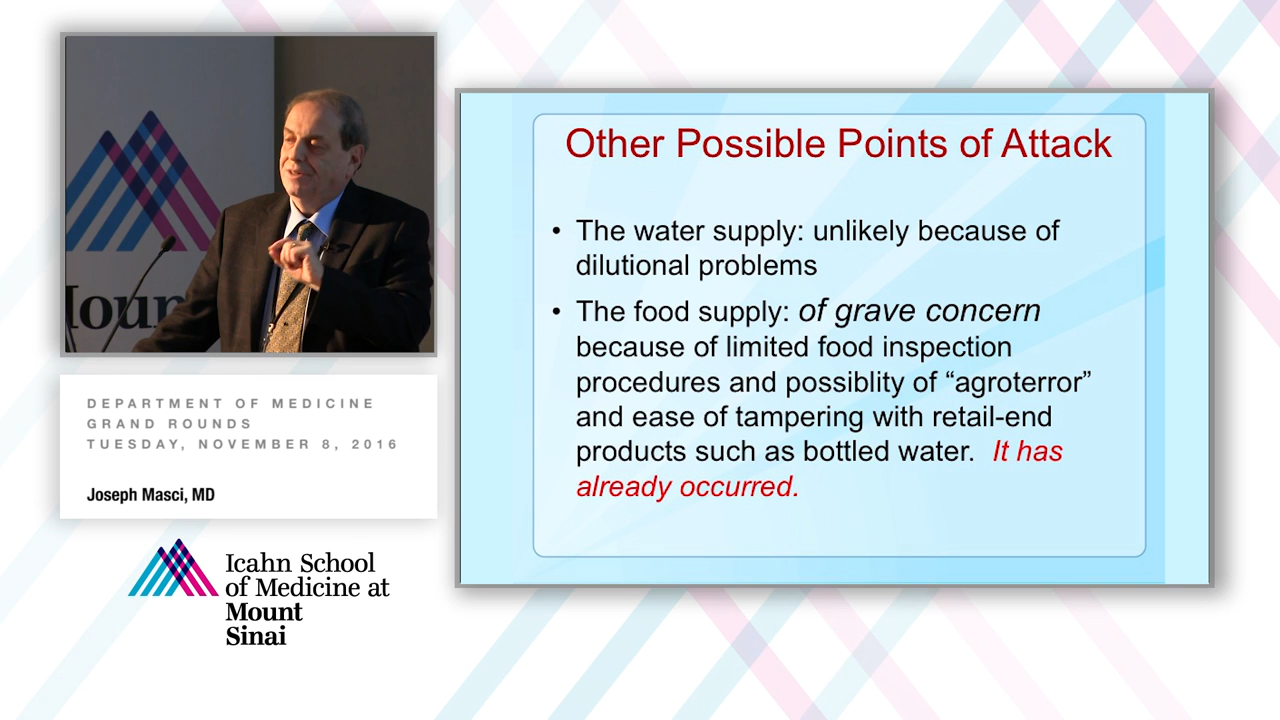 Moun
DEPARTMENT OF MEDICINE
GRAND ROUNDS
TUESDAY, NOVEMBER 8, 2016
Joseph Masci, MD
Icahn School
of Medicine at
Mount
Sinai
Other Possible Points of Attack
• The water supply: unlikely because of
dilutional problems
• The food supply: of grave concern
because of limited food inspection
procedures and possiblity of “agroterror”
and ease of tampering with retail-end
products such as bottled water. It has
already occurred.